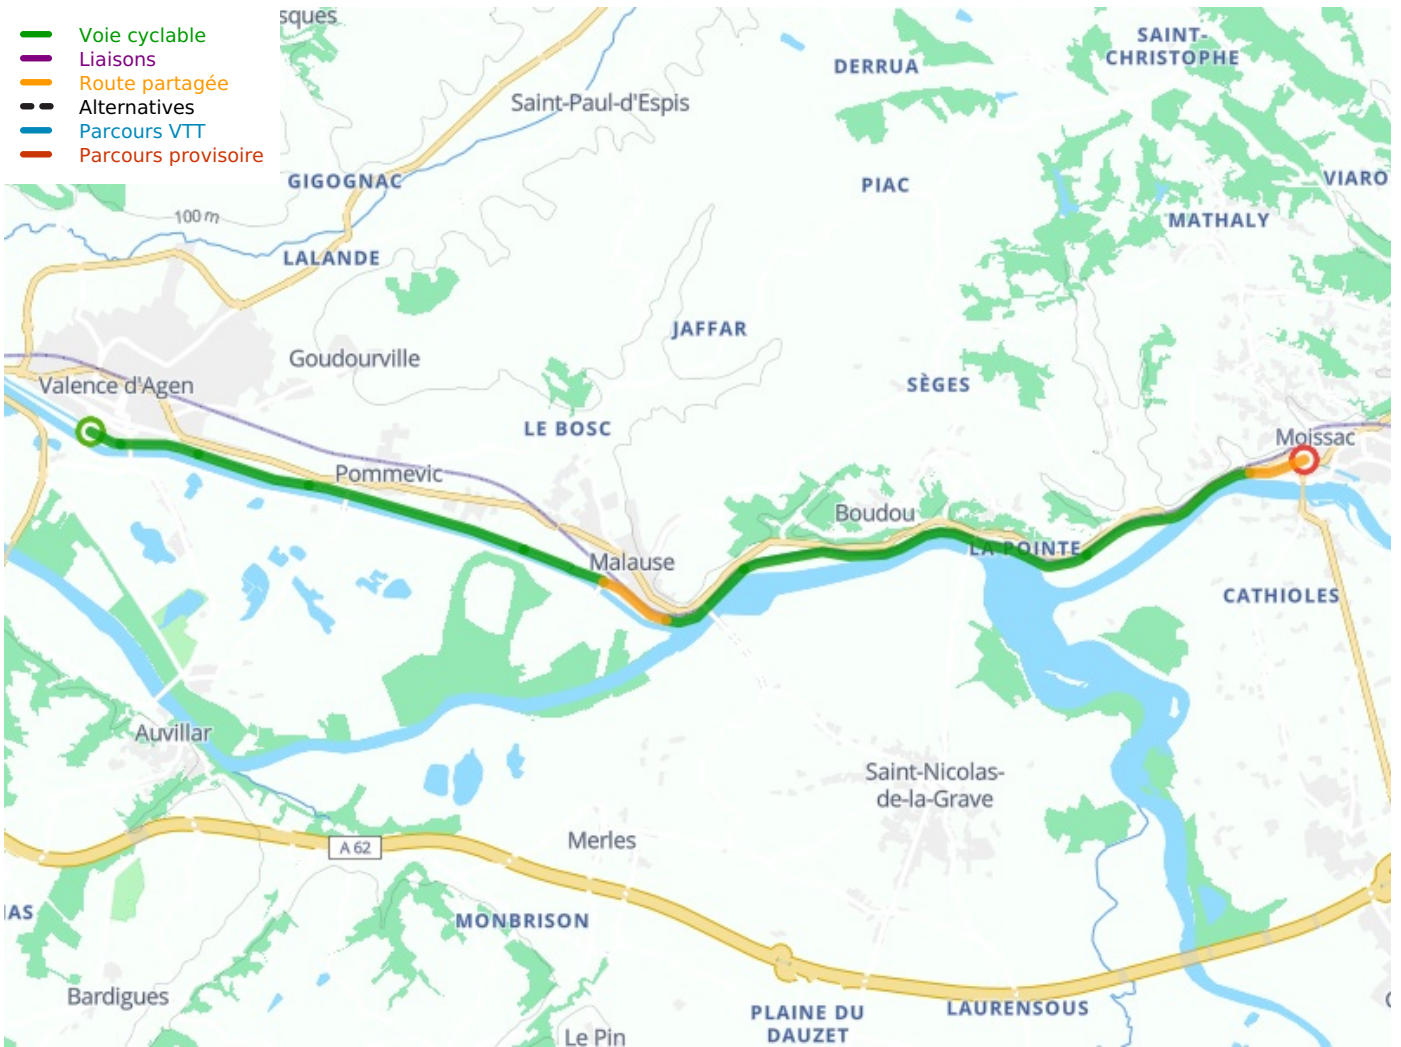 Voie cyclable
Liaisons
Route partagée
Alternatives
Parcours VTT
Parcours provisoire
sques
SAINT-
CHRISTOPHE
DERRUA
Saint-Paul-d'Espis
GIGOGNAC
PIAC
VIARO
100 m
MATHALY
LALANDE
JAFFAR
Goudourville
Valence d'Agen
SÈGES
LE BOSC
Moissac
Pommevic
Boudou
LA POINTE
Malause
CATHIOLES
Auvillar
Saint-Nicolas-
de-la-Grave
Merles
A 62
IAS
MONBRISON
Bardigues
LAURENSOUS
PLAINE DU
DAUZET
Le Pin